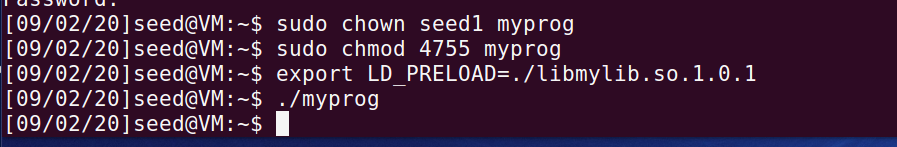 Password:
[09/02/20]seed@VM:~$ sudo chown seed1 myprog
[09/02/20]seed@VM:~$ sudo chmod 4755 myprog
[09/02/20]seed@VM:~$ export LD_PRELOAD=./libmylib.so.1.0.1
[09/02/20]seed@VM:~$ ./myprog
[09/02/20]seed@VM:~$